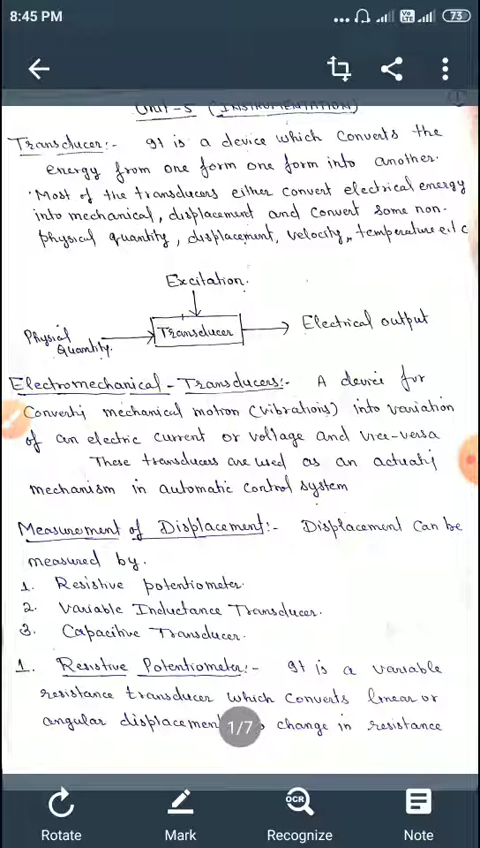 8:45 PM
73
Unit-5 (INSTRUMENTATION)
1
Transducer:- It is a device which converts the
energy from one form one form into another.
Most of the transducers either convert electrical energy
into mechanical, displacement and convert some non-
physical quantity, displacement, velocity, temperature e.t.c
Excitation.
Physical
Quantity.
Transducer
Electrical output
Electromechanical - Transducers:- A device for
Converting mechanical motion (vibrations) into variation
of an electric current or voltage and vice-versa
These transducers are used as an actuating
mechanism in automatic control system
Measurement of Displacement:- Displacement can be
measured by.
1. Resistive potentiometer.
2. Variable Inductance Transducer.
3. Capacitive Transducer.
1. Resistive Potentiometer:- It is a variable
resistance transducer which converts linear or
angular displacement change in resistance
1/7
Rotate
Mark
OCR
Recognize
Note